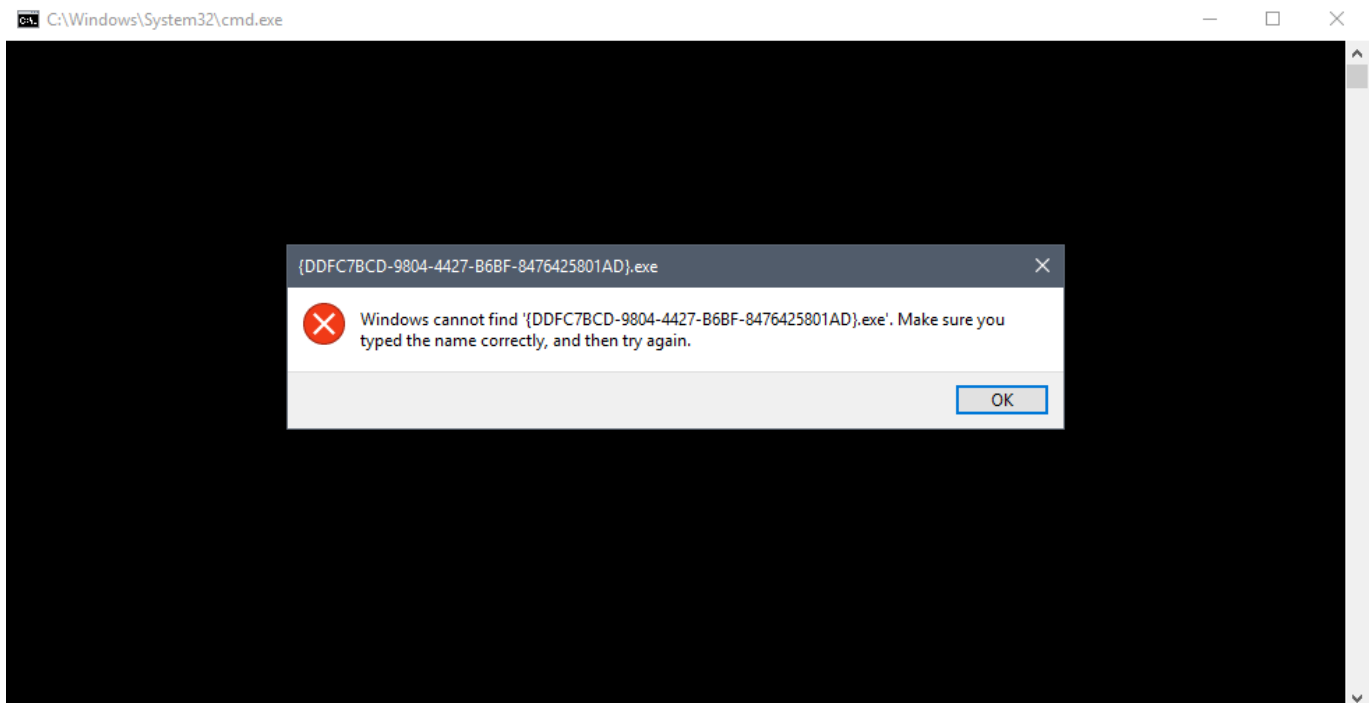 C:\Windows\System32\cmd.exe
{DDFC7BCD-9804-4427-B6BF-8476425801AD}.exe
Windows cannot find '{DDFC7BCD-9804-4427-B6BF-8476425801AD}.exe'. Make sure you
typed the name correctly, and then try again.
OK